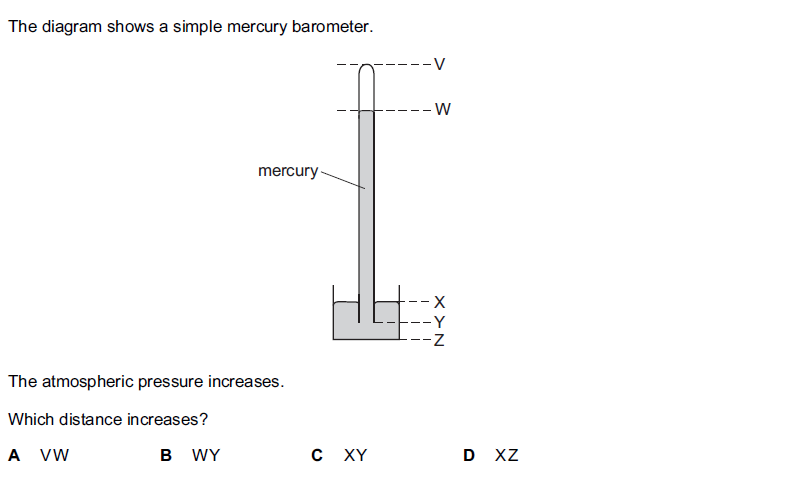 The diagram shows a simple mercury barometer.
V
W
mercury
X
Y
Z
The atmospheric pressure increases.
Which distance increases?
A VW B WY C XY D XZ